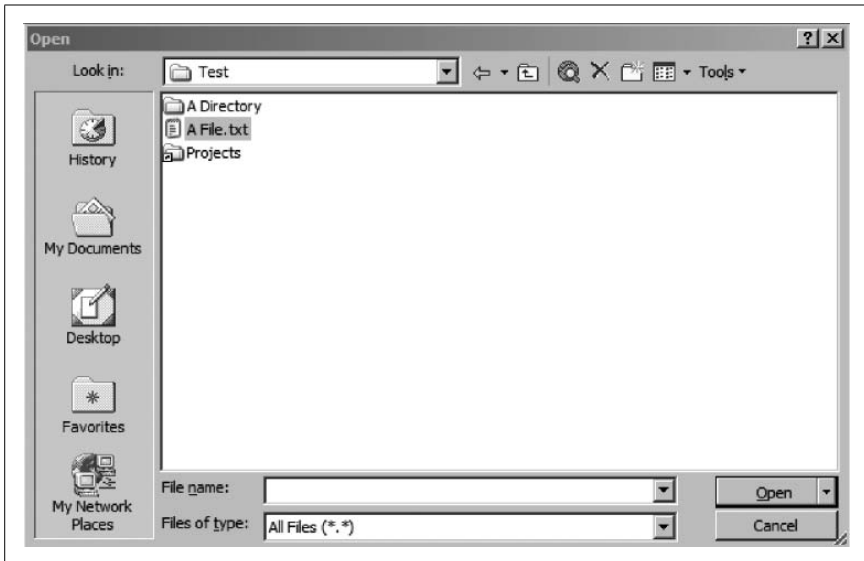 Open
Look in:
Test
Tools
History
My Documents
Desktop
Favorites
My Network
Places
A Directory
A File.txt
Projects
File name:
Open
Files of type:
All Files (*.*)
Cancel